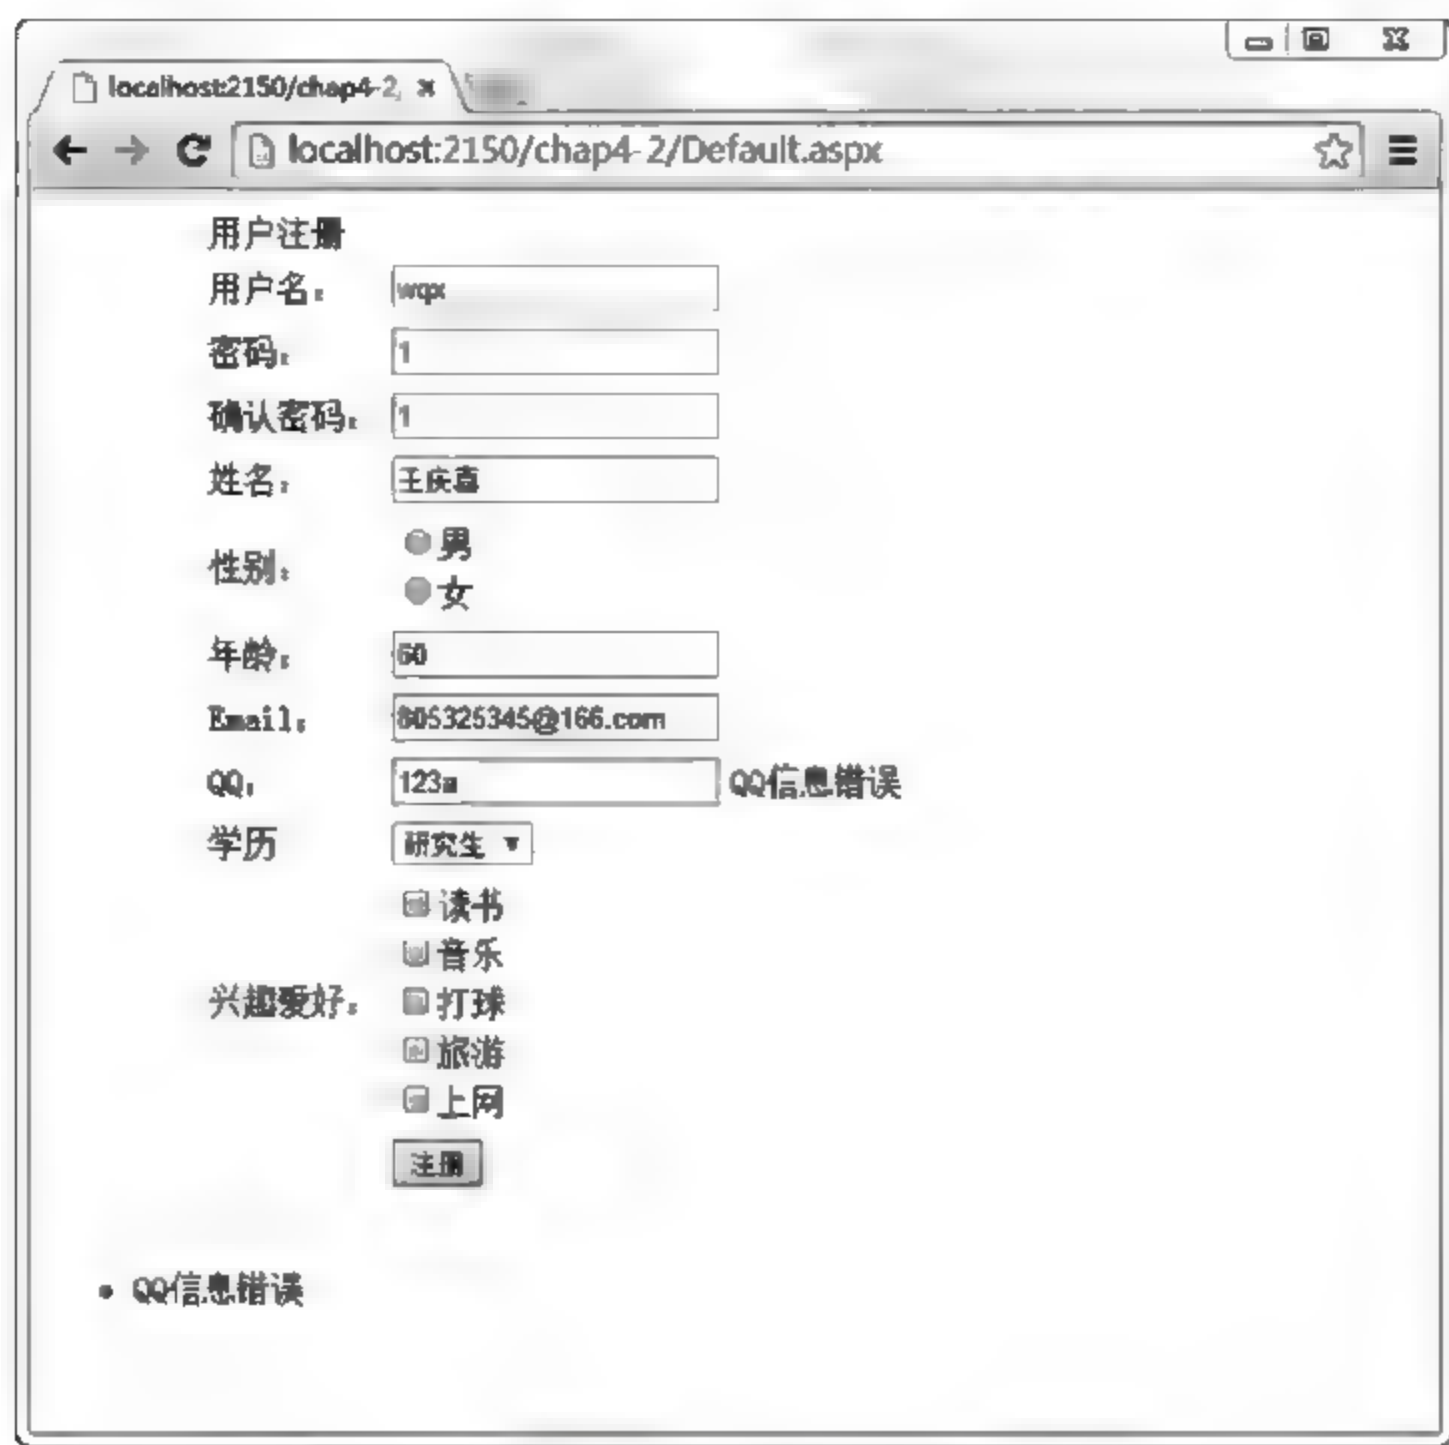 localhost:2150/chap4-2,
localhost:2150/chap4-2/Default.aspx
用户注册
用户名: wqx
密码: 1
确认密码: 1
姓名: 王庆喜
性别: 男
女
年龄: 60
Email: 805325345@166.com
QQ: 123a QQ信息错误
学历 研究生
读书
音乐
兴趣爱好: 打球
旅游
上网
注册
• QQ信息错误